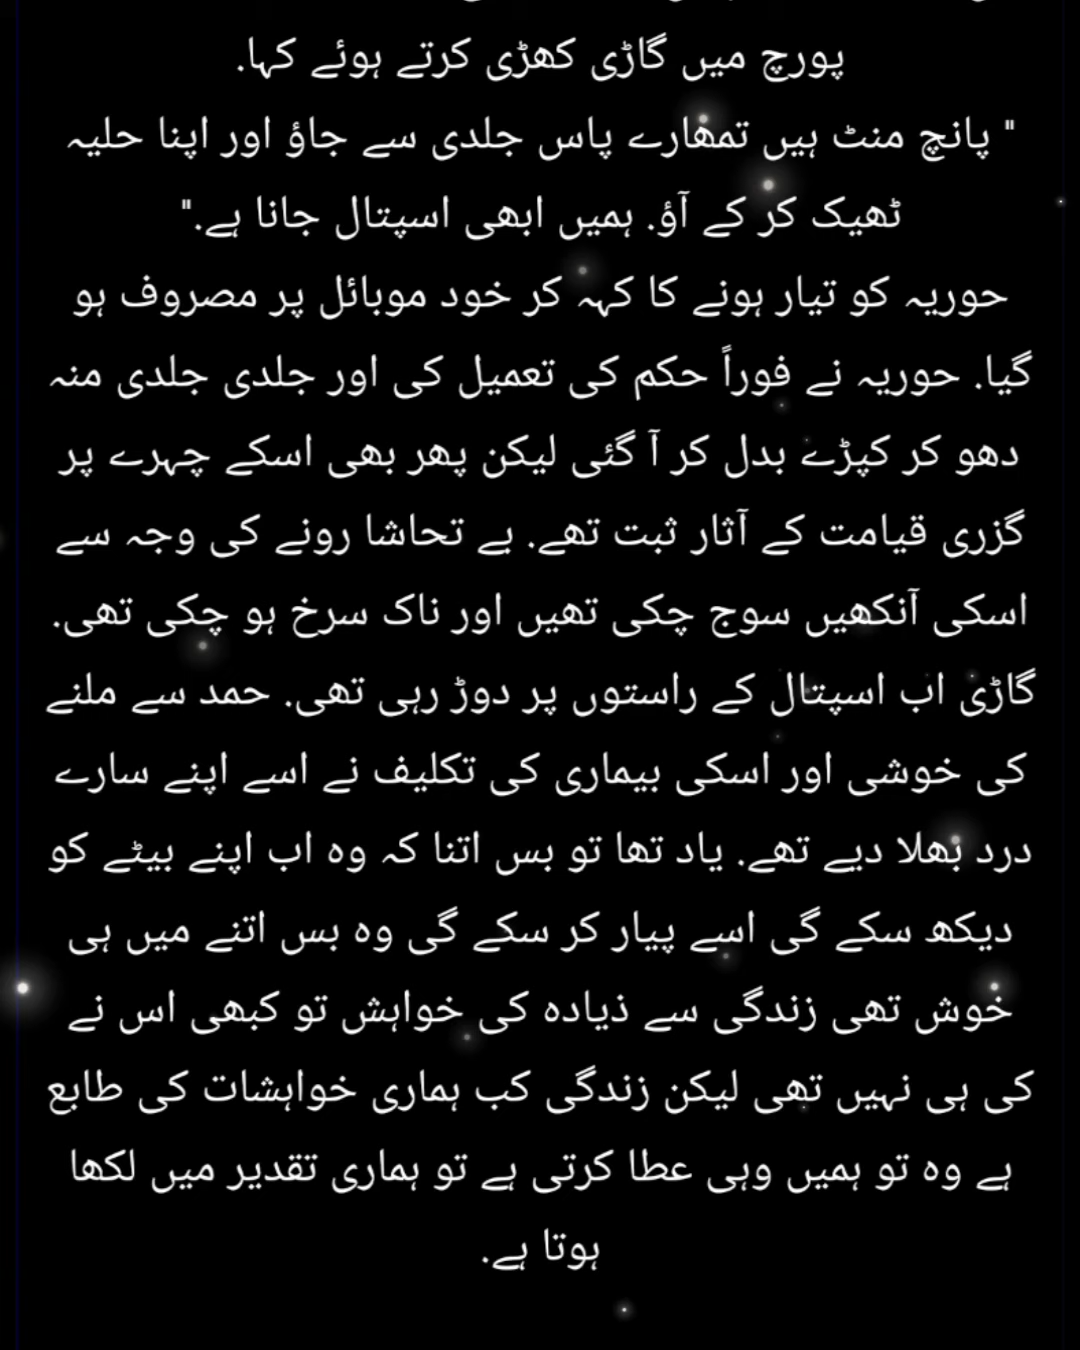 پورچ میں گاڑی کھڑی کرتے ہوئے کہا.
" پانچ منٹ ہیں تمھارے پاس جلدی سے جاؤ اور اپنا حلیہ
ٹھیک کر کے آؤ. ہمیں ابھی اسپتال جانا ہے."
حوریہ کو تیار ہونے کا کہہ کر خود موبائل پر مصروف ہو
گیا. حوریہ نے فوراً حکم کی تعمیل کی اور جلدی جلدی منہ
دھو کر کپڑے بدل کر آ گئی لیکن پھر بھی اسکے چہرے پر
گزری قیامت کے آثار ثبت تھے. بے تحاشا رونے کی وجہ سے
اسکی آنکھیں سوج چکی تھیں اور ناک سرخ ہو چکی تھی.
گاڑی اب اسپتال کے راستوں پر دوڑ رہی تھی. حمد سے ملنے
کی خوشی اور اسکی بیماری کی تکلیف نے اسے اپنے سارے
درد بھلا دیے تھے. یاد تھا تو بس اتنا کہ وہ اب اپنے بیٹے کو
دیکھ سکے گی اسے پیار کر سکے گی وہ بس اتنے میں ہی
خوش تھی زندگی سے ذیادہ کی خواہش تو کبھی اس نے
کی ہی نہیں تھی لیکن زندگی کب ہماری خواہشات کی طابع
ہے وہ تو ہمیں وہی عطا کرتی ہے تو ہماری تقدیر میں لکھا
ہوتا ہے.